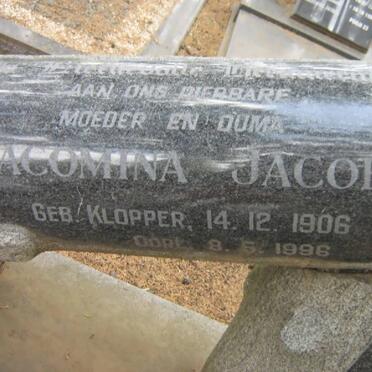 AAN ONS DIERBARE
MOEDER EN OUMA
ACOMINA JACO
GEB. KLOPPER, 14. 12. 1906
OORL. 8. 5. 1996